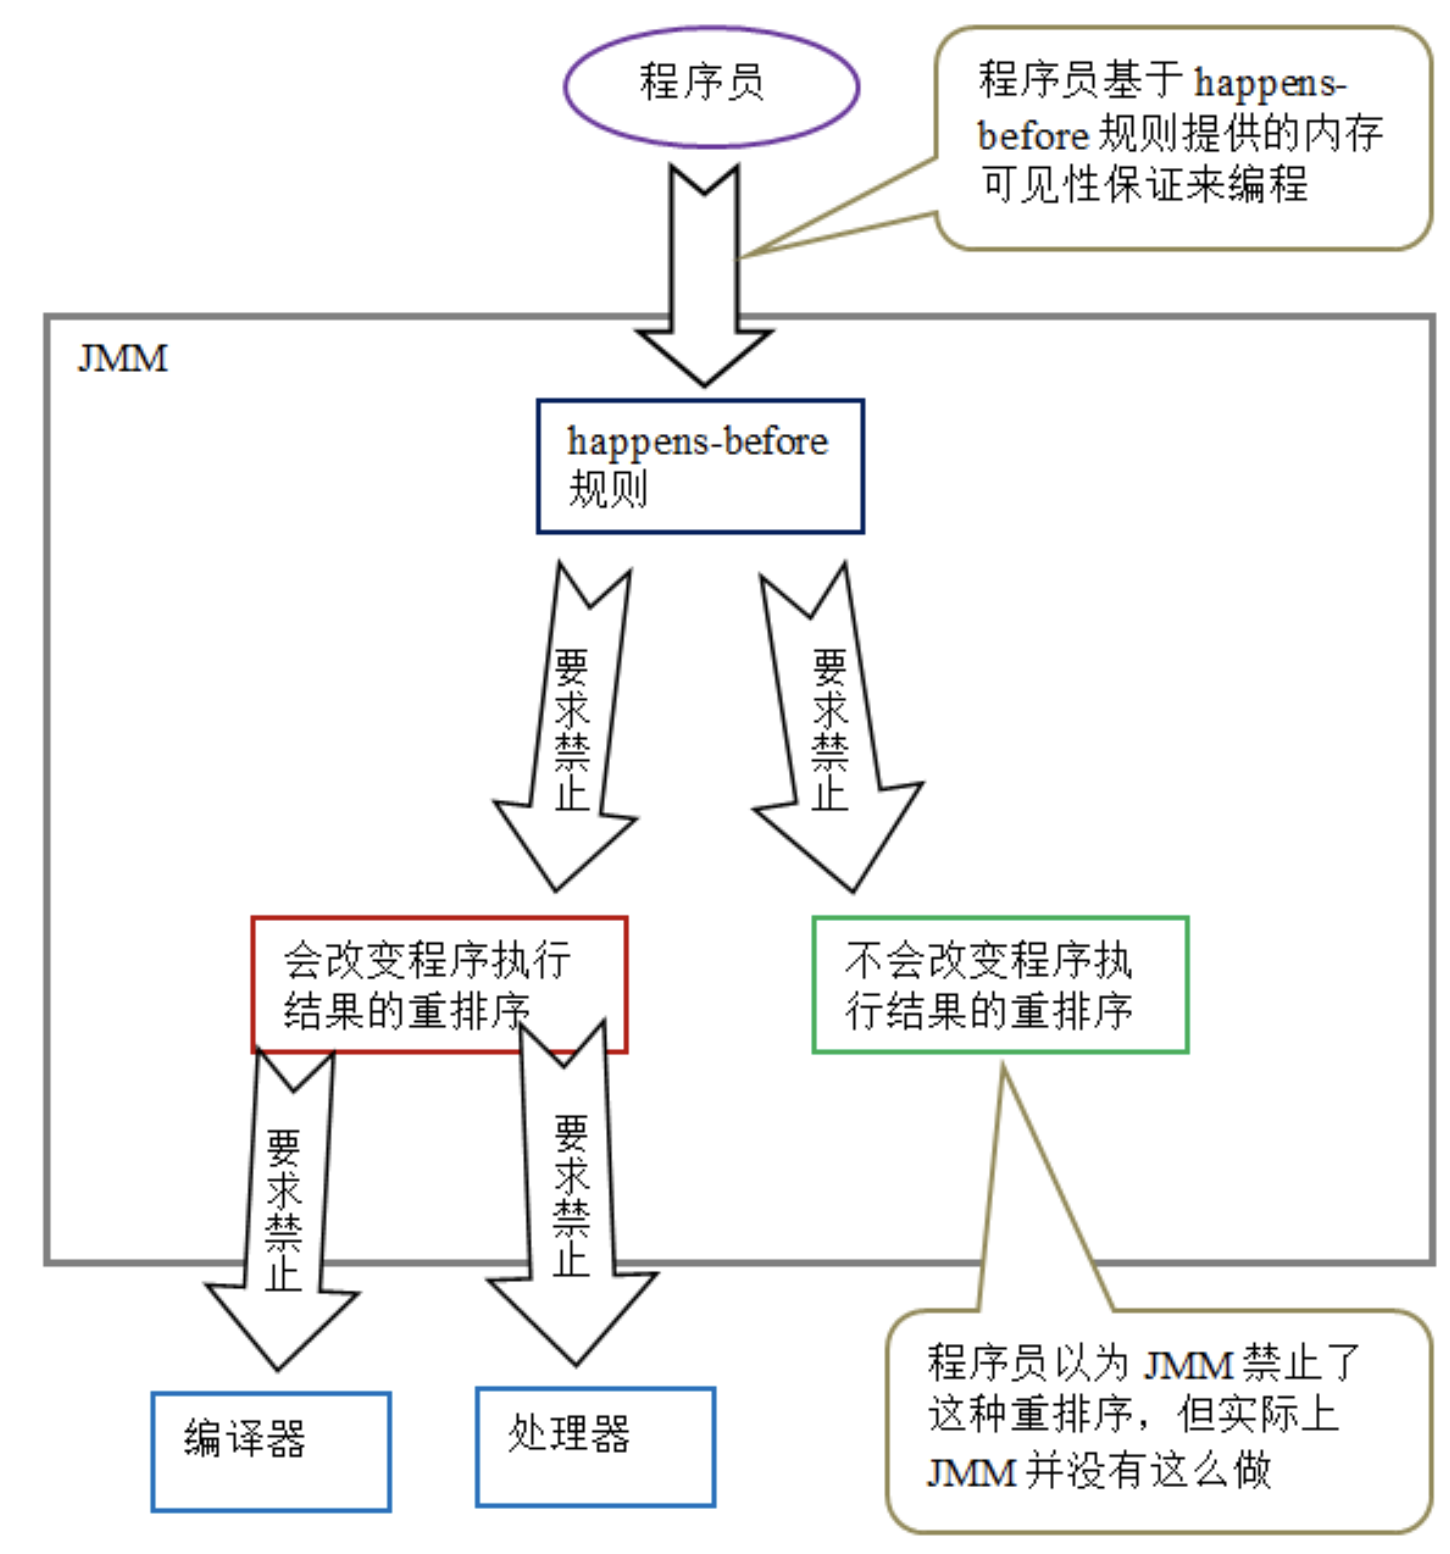 程序员
程序员基于 happens-
before 规则提供的内存
可见性保证来编程
JMM
happens-before
规则
要求禁止
要求禁止
会改变程序执行
结果的重排序
不会改变程序执
行结果的重排序
要求禁止
要求禁止
编译器
处理器
程序员以为 JMM 禁止了
这种重排序，但实际上
JMM 并没有这么做